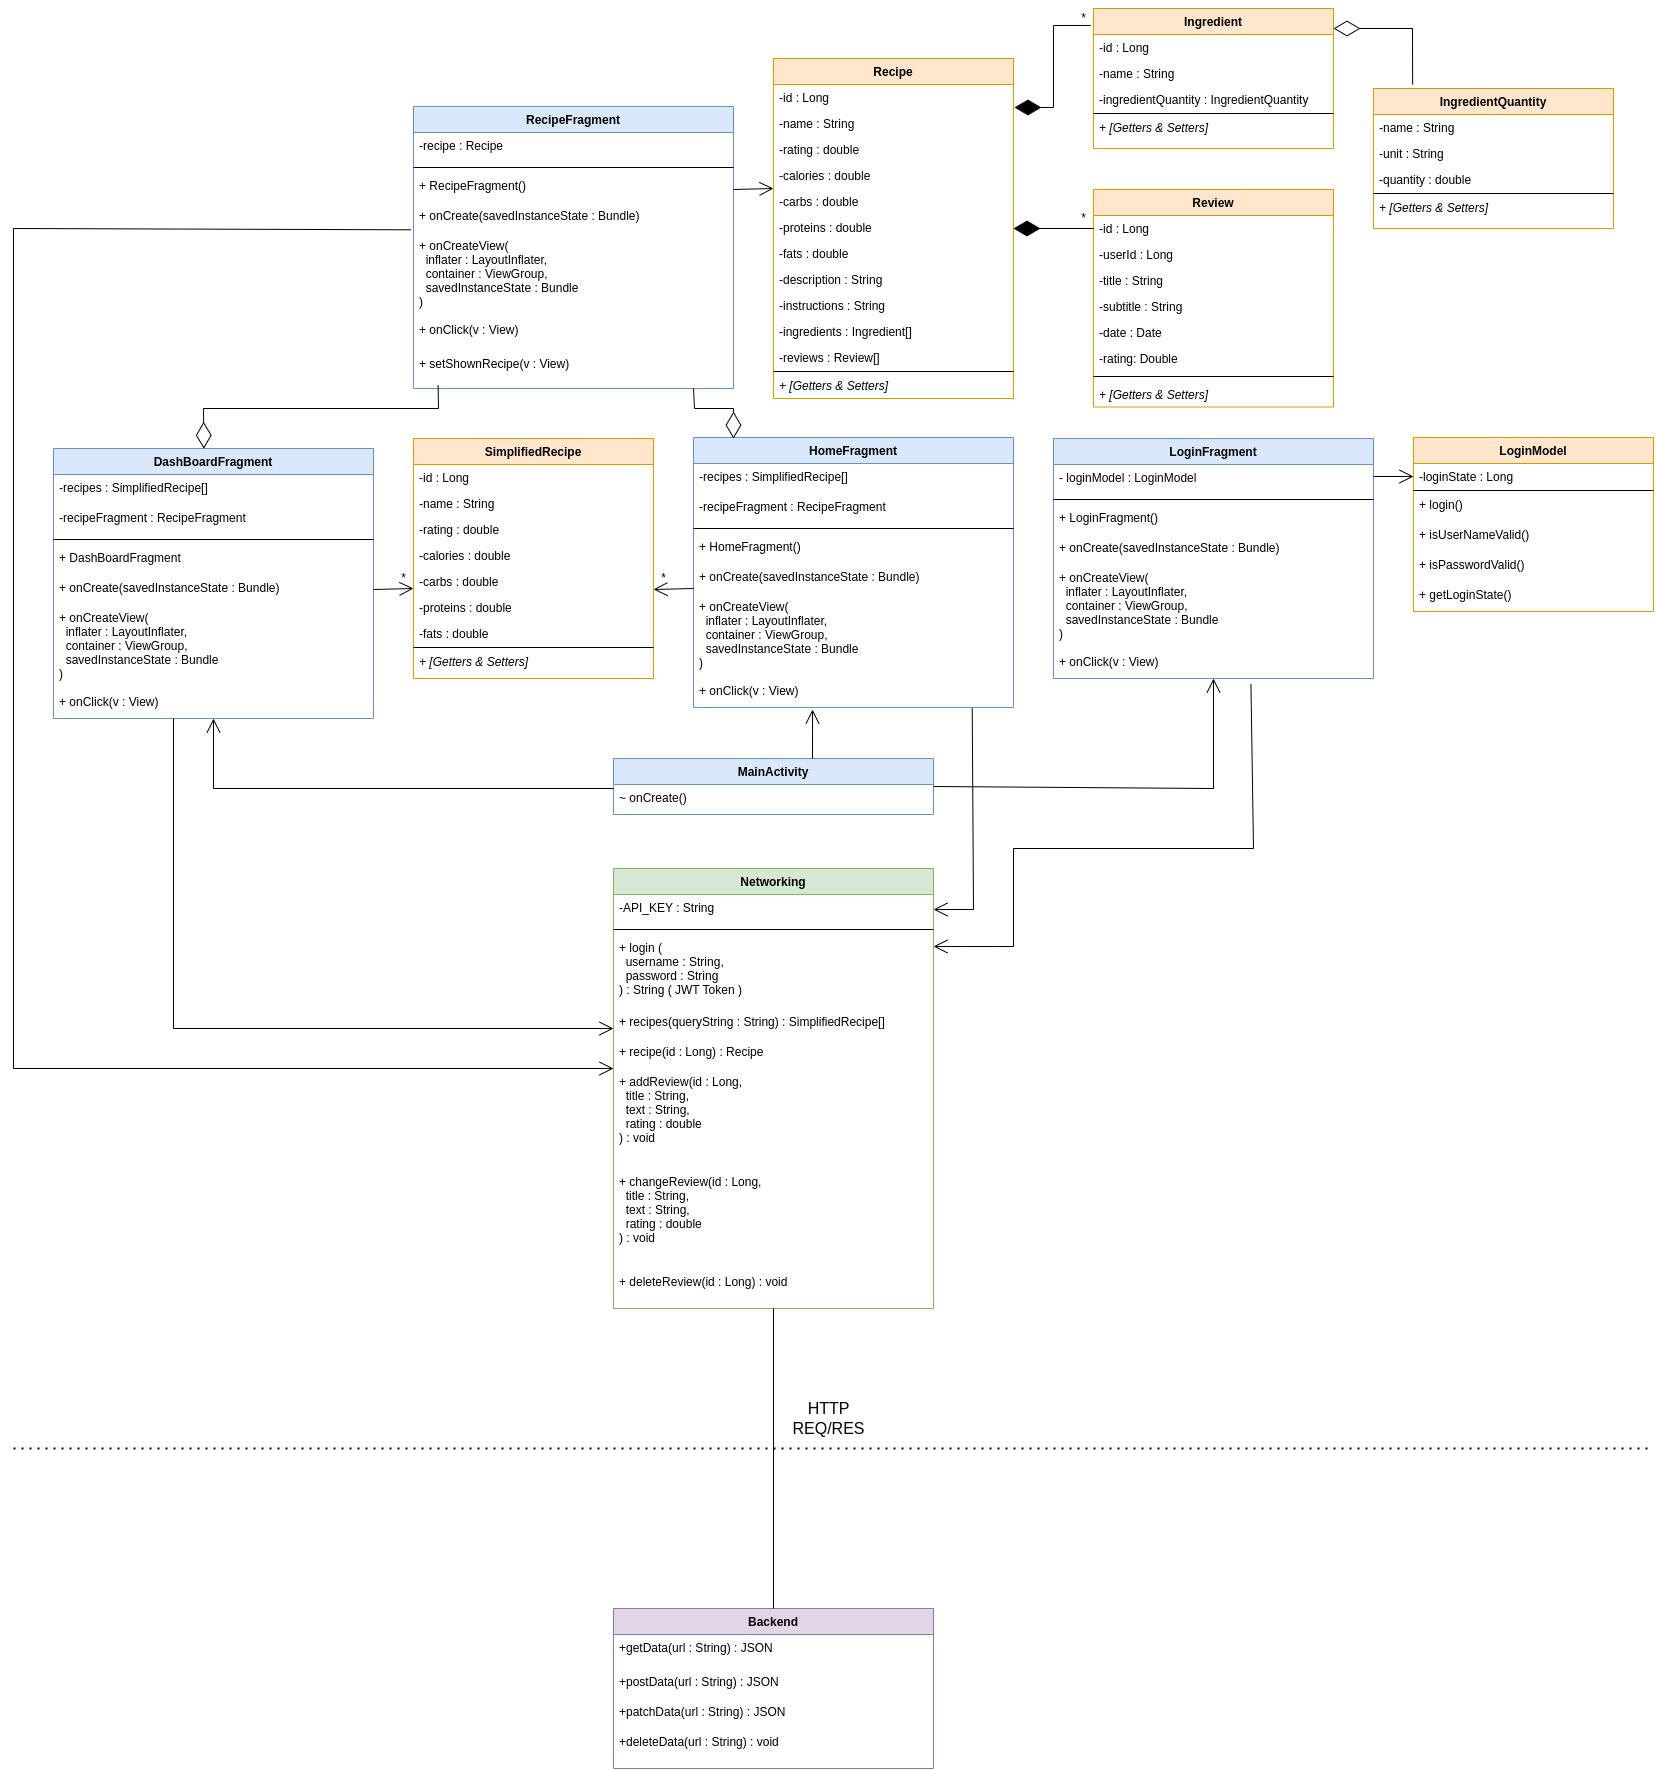 *
Ingredient
-id : Long
-name : String
-ingredientQuantity : IngredientQuantity
+ [Getters & Setters]
IngredientQuantity
-name : String
-unit : String
-quantity : double
+ [Getters & Setters]
Recipe
-id : Long
-name : String
-rating : double
-calories : double
-carbs : double
-proteins : double
-fats : double
-description : String
-instructions : String
-ingredients : Ingredient[]
-reviews : Review[]
+ [Getters & Setters]
*
Review
-id : Long
-userId : Long
-title : String
-subtitle : String
-date : Date
-rating: Double
+ [Getters & Setters]
RecipeFragment
-recipe : Recipe
+ RecipeFragment()
+ onCreate(savedInstanceState : Bundle)
+ onCreateView(
inflater : LayoutInflater,
container : ViewGroup,
savedInstanceState : Bundle
)
+ onClick(v : View)
+ setShownRecipe(v : View)
DashBoardFragment
-recipes : SimplifiedRecipe[]
-recipeFragment : RecipeFragment
+ DashBoardFragment
+ onCreate(savedInstanceState : Bundle)
+ onCreateView(
inflater : LayoutInflater,
container : ViewGroup,
savedInstanceState : Bundle
)
+ onClick(v : View)
*
SimplifiedRecipe
-id : Long
-name : String
-rating : double
-calories : double
-carbs : double
-proteins : double
-fats : double
+ [Getters & Setters]
*
HomeFragment
-recipes : SimplifiedRecipe[]
-recipeFragment : RecipeFragment
+ HomeFragment()
+ onCreate(savedInstanceState : Bundle)
+ onCreateView(
inflater : LayoutInflater,
container : ViewGroup,
savedInstanceState : Bundle
)
+ onClick(v : View)
LoginFragment
- loginModel : LoginModel
+ LoginFragment()
+ onCreate(savedInstanceState : Bundle)
+ onCreateView(
inflater : LayoutInflater,
container : ViewGroup,
savedInstanceState : Bundle
)
+ onClick(v : View)
LoginModel
-loginState : Long
+ login()
+ isUserNameValid()
+ isPasswordValid()
+ getLoginState()
MainActivity
~ onCreate()
Networking
-API_KEY : String
+ login (
username : String,
password : String
) : String ( JWT Token )
+ recipes(queryString : String) : SimplifiedRecipe[]
+ recipe(id : Long) : Recipe
+ addReview(id : Long,
title : String,
text : String,
rating : double
) : void
+ changeReview(id : Long,
title : String,
text : String,
rating : double
) : void
+ deleteReview(id : Long) : void
HTTP
REQ/RES
Backend
+getData(url : String) : JSON
+postData(url : String) : JSON
+patchData(url : String) : JSON
+deleteData(url : String) : void